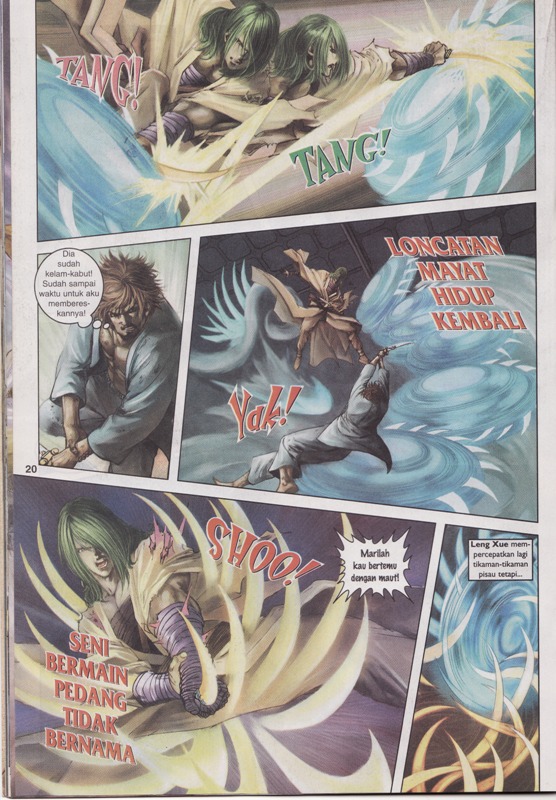 TANG!
TANG!
Dia
sudah
kelam-kabut!
Sudah sampai
waktu untuk aku
memberes-
kannya!
LONCATAN
MAYAT
HIDUP
KEMBALI
Yak!
20
SHOO!
Marilah
kau bertemu
dengan maut!
SENI
BERMAIN
PEDANG
TIDAK
BERNAMA
Leng Xue mem-
percepatkan lagi
tikaman-tikaman
pisau tetapi...